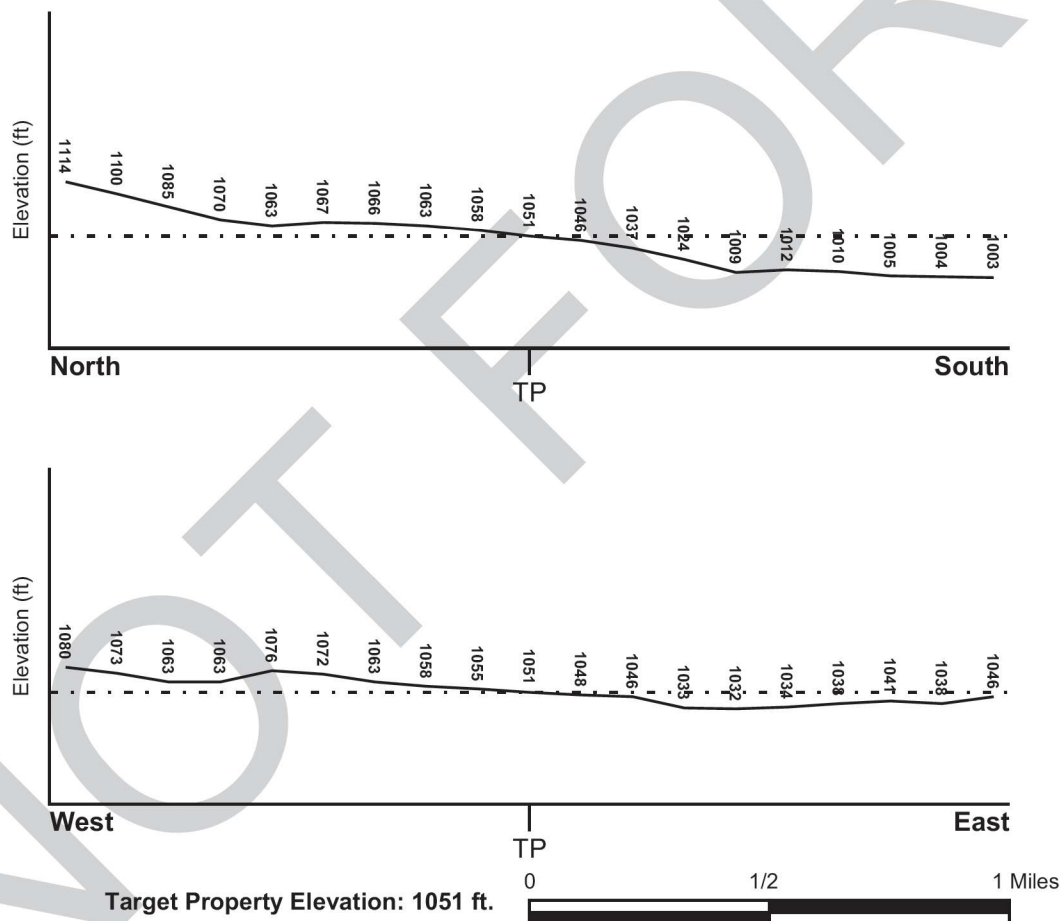 Elevation (ft)
1114 1100 1085 1070 1063 1067 1066 1063 1058 1051 1046 1037 1024 1009 1012 1010 1005 1004 1003
North South
TP
Elevation (ft)
1080 1073 1063 1063 1076 1072 1063 1058 1055 1051 1048 1046 1033 1032 1034 1038 1041 1038 1046
West East
TP
Target Property Elevation: 1051 ft.
0 1/2 1 Miles
NOT FOR